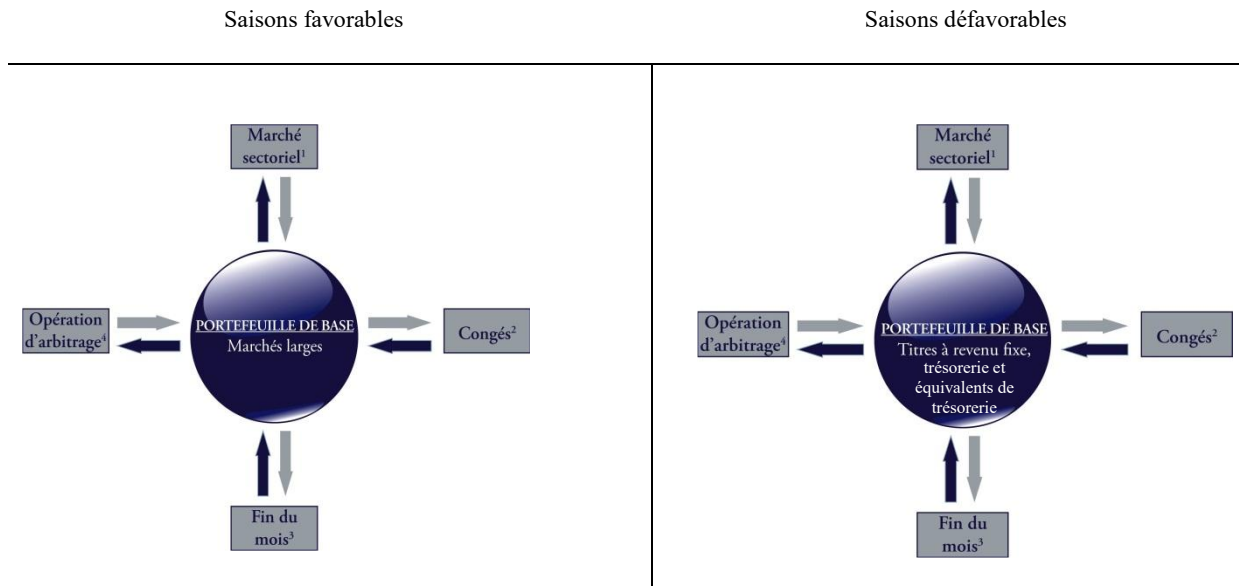 Saisons favorables
Saisons défavorables
Marché
sectoriel¹
Opération
d'arbitrage⁴
PORTEFEUILLE DE BASE
Marchés larges
Congés²
Fin du
mois³
Marché
sectoriel¹
Opération
d'arbitrage⁴
PORTEFEUILLE DE BASE
Titres à revenu fixe,
trésorerie et
équivalents de
trésorerie
Congés²
Fin du
mois³